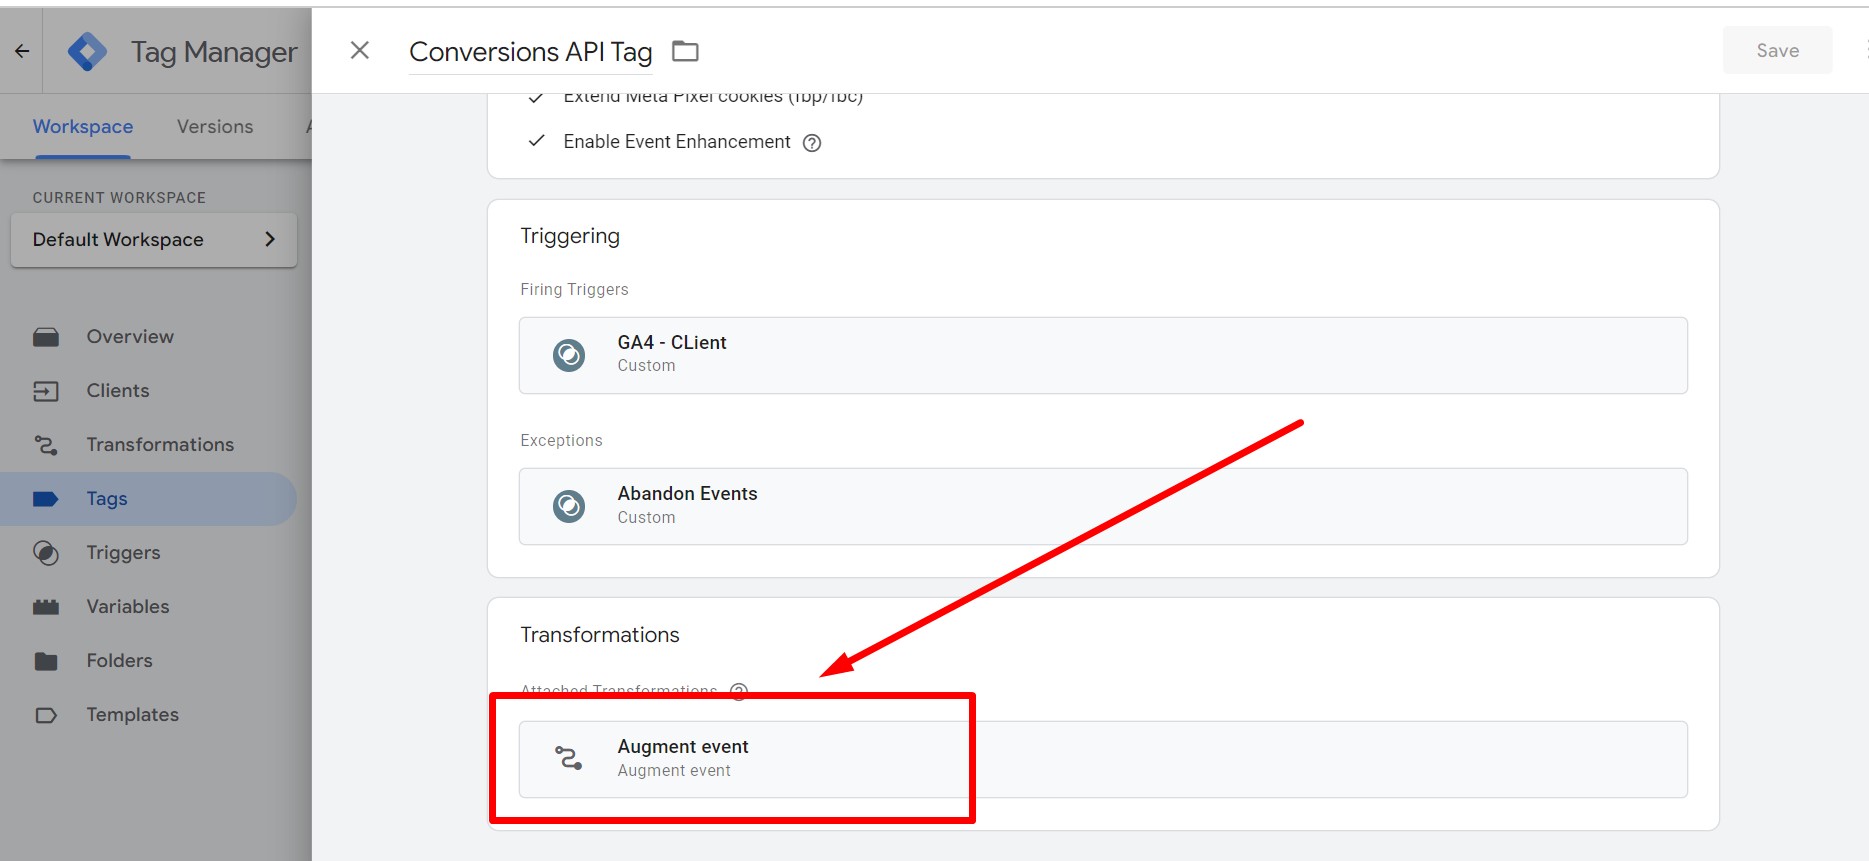 Tag Manager
Conversions API Tag
Save
Workspace
Versions
A
CURRENT WORKSPACE
Default Workspace
Overview
Clients
Transformations
Tags
Triggers
Variables
Folders
Templates
Extend Meta Pixel cookies (fbp/fbc)
Enable Event Enhancement
Triggering
Firing Triggers
GA4 - CLient
Custom
Exceptions
Abandon Events
Custom
Transformations
Attached Transformations
Augment event
Augment event